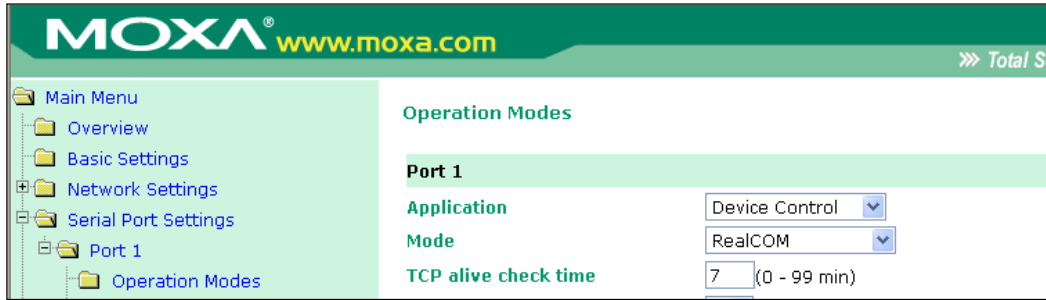 MOXA® www.moxa.com
Total S
Main Menu
Overview
Basic Settings
Network Settings
Serial Port Settings
Port 1
Operation Modes
Operation Modes
Port 1
Application Device Control
Mode RealCOM
TCP alive check time 7 (0 - 99 min)